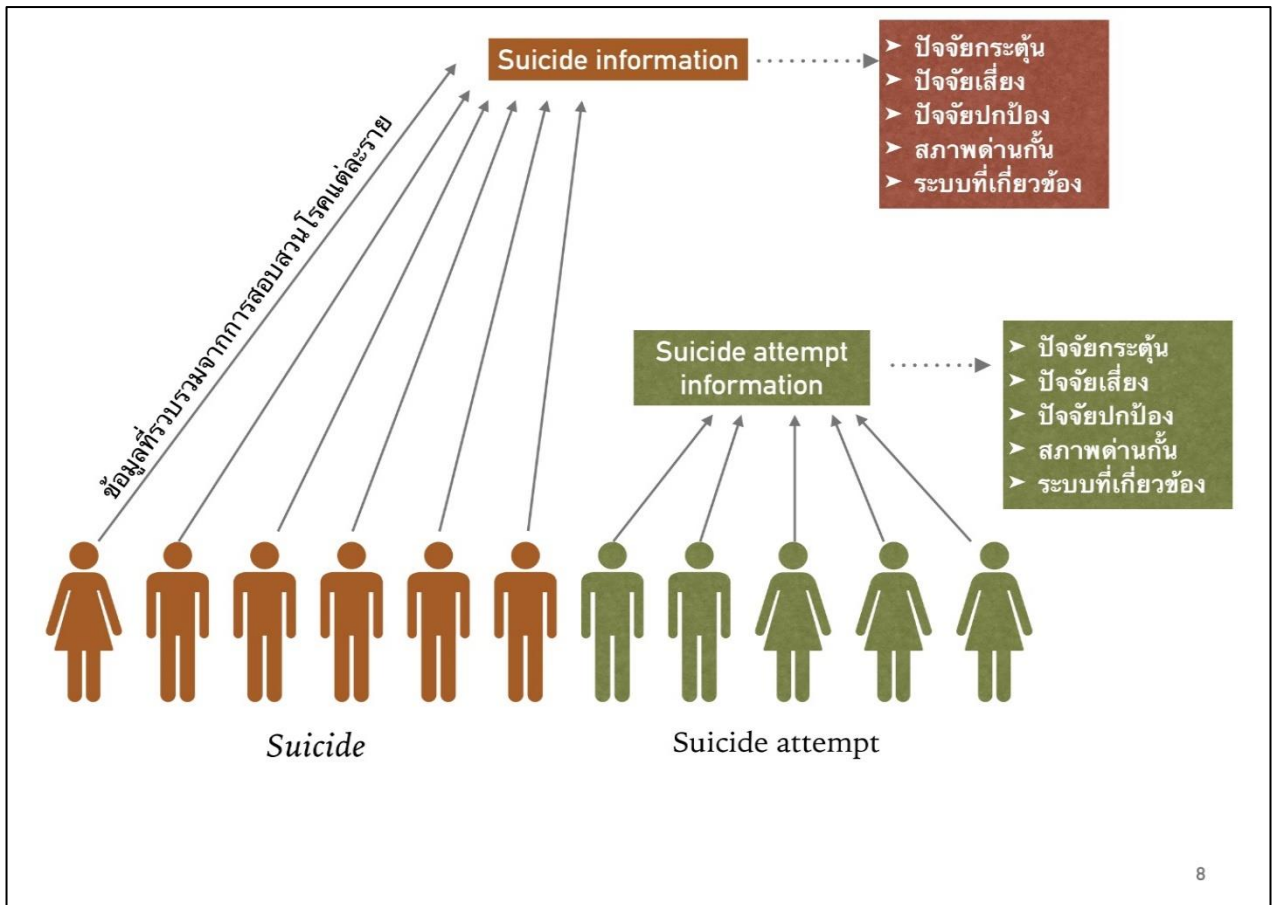 Suicide information
➤ ปัจจัยกระตุ้น
➤ ปัจจัยเสี่ยง
➤ ปัจจัยปกป้อง
➤ สภาพด่านกั้น
➤ ระบบที่เกี่ยวข้อง
ข้อมูลที่รวบรวมจากการสอบสวนโรคแต่ละราย
Suicide attempt
information
➤ ปัจจัยกระตุ้น
➤ ปัจจัยเสี่ยง
➤ ปัจจัยปกป้อง
➤ สภาพด่านกั้น
➤ ระบบที่เกี่ยวข้อง
Suicide
Suicide attempt
8